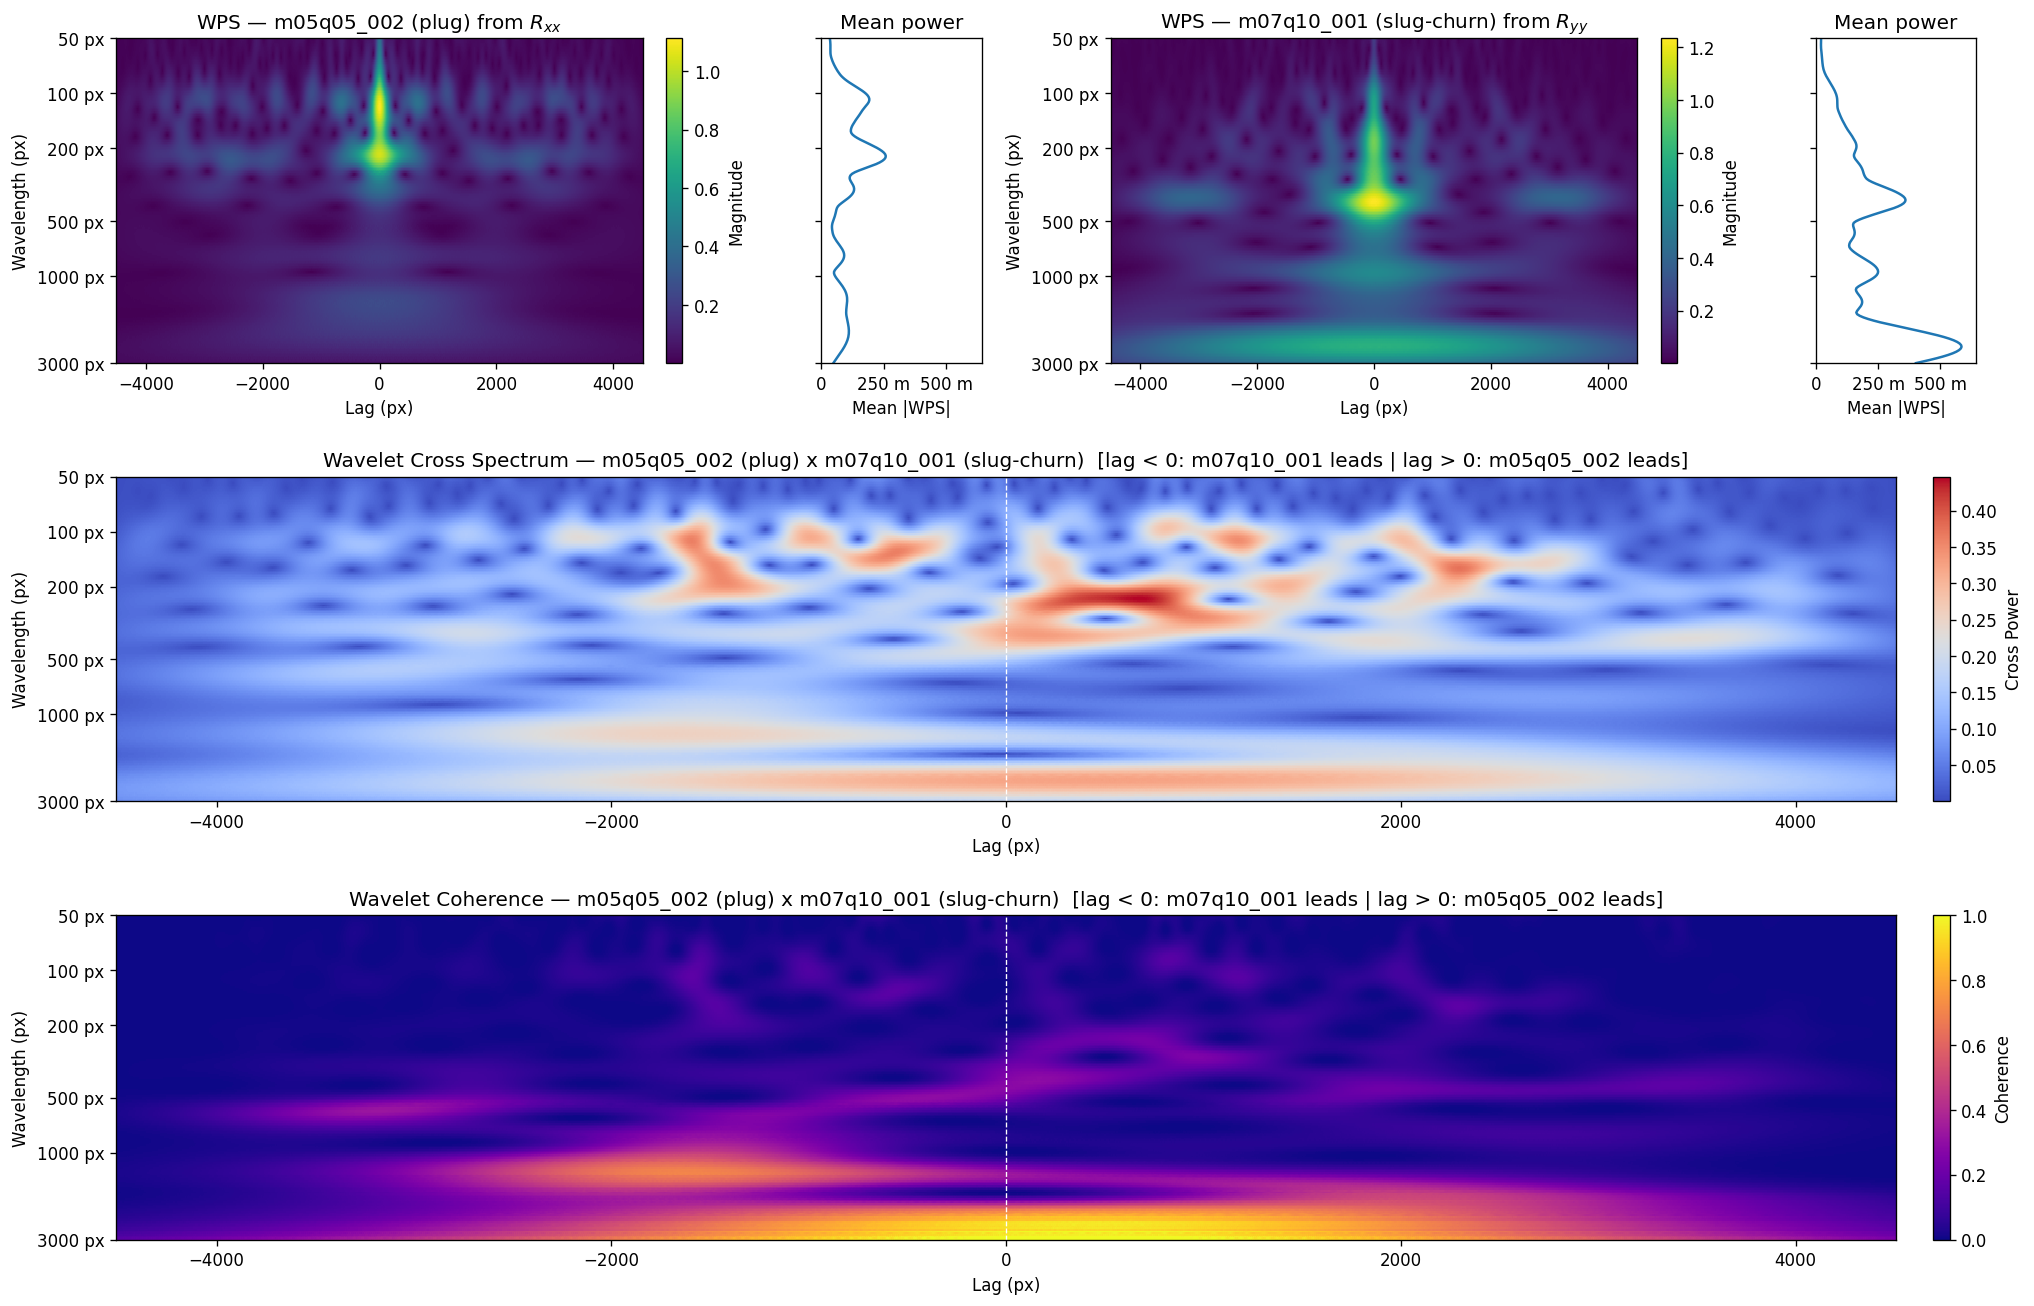 WPS — m05q05_002 (plug) from Rxx
Mean power
WPS — m07q10_001 (slug-churn) from Ryy
Mean power
50 px
100 px
200 px
500 px
1000 px
3000 px
Wavelength (px)
−4000 −2000 0 2000 4000
Lag (px)
1.0
0.8
0.6
0.4
0.2
Magnitude
0 250 m 500 m
Mean |WPS|
50 px
100 px
200 px
500 px
1000 px
3000 px
Wavelength (px)
−4000 −2000 0 2000 4000
Lag (px)
1.2
1.0
0.8
0.6
0.4
0.2
Magnitude
0 250 m 500 m
Mean |WPS|
Wavelet Cross Spectrum — m05q05_002 (plug) x m07q10_001 (slug-churn) [lag < 0: m07q10_001 leads | lag > 0: m05q05_002 leads]
50 px
100 px
200 px
500 px
1000 px
3000 px
Wavelength (px)
−4000 −2000 0 2000 4000
Lag (px)
0.40
0.35
0.30
0.25
0.20
0.15
0.10
0.05
Cross Power
Wavelet Coherence — m05q05_002 (plug) x m07q10_001 (slug-churn) [lag < 0: m07q10_001 leads | lag > 0: m05q05_002 leads]
50 px
100 px
200 px
500 px
1000 px
3000 px
Wavelength (px)
−4000 −2000 0 2000 4000
Lag (px)
1.0
0.8
0.6
0.4
0.2
0.0
Coherence